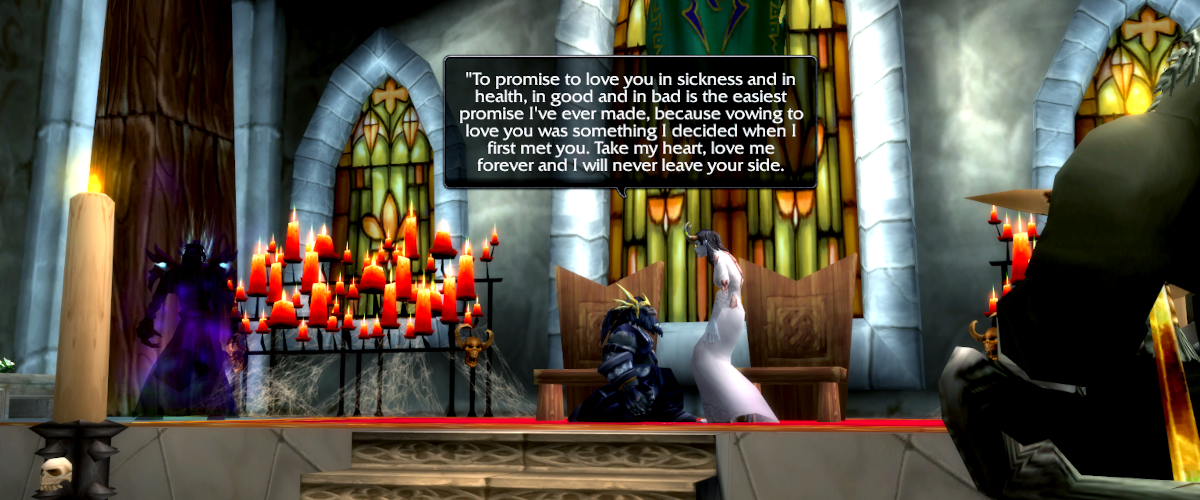 "To promise to love you in sickness and in
health, in good and in bad is the easiest
promise I've ever made, because vowing to
love you was something I decided when I
first met you. Take my heart, love me
forever and I will never leave your side.